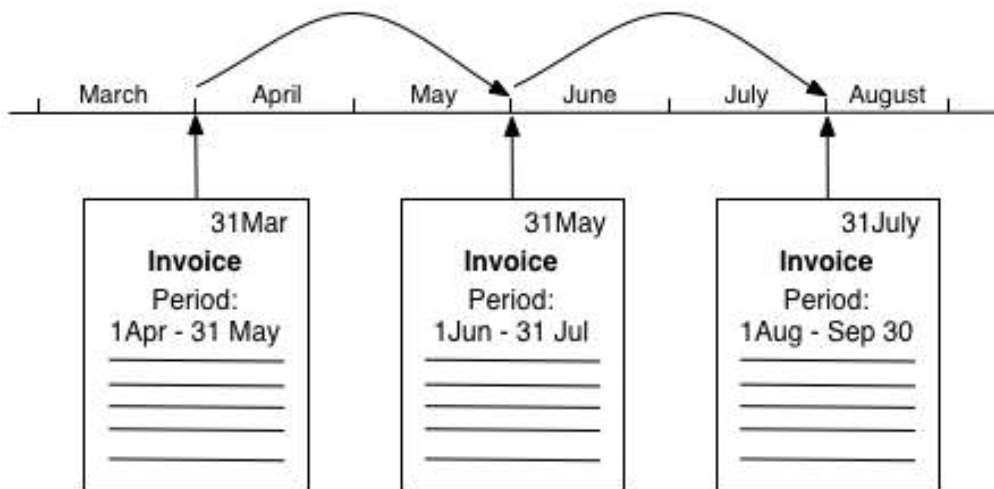 March April May June July August
31Mar
Invoice
Period:
1Apr - 31 May
31May
Invoice
Period:
1Jun - 31 Jul
31July
Invoice
Period:
1Aug - Sep 30